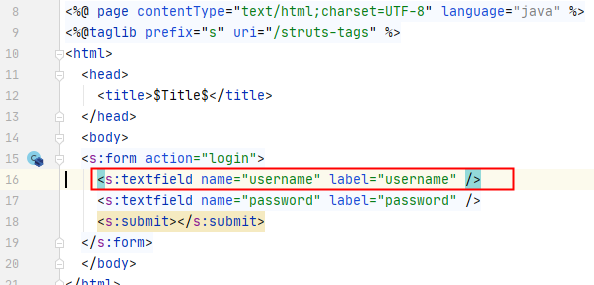 8 <%@ page contentType="text/html;charset=UTF-8" language="java" %>
9 <%@taglib prefix="s" uri="/struts-tags" %>
10 <html>
11 <head>
12 <title>$Title$</title>
13 </head>
14 <body>
15 <s:form action="login">
16 <s:textfield name="username" label="username" />
17 <s:textfield name="password" label="password" />
18 <s:submit></s:submit>
19 </s:form>
20 </body>
21 </html>